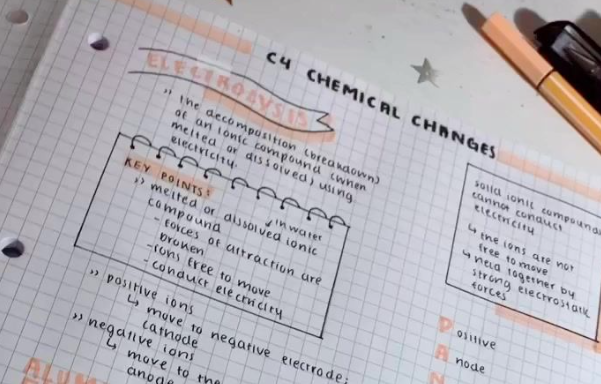 C4 CHEMICAL CHANGES
ELECTROLYSIS
" the decomposition (breakdown)
of an ionic compound (when
melted or dissolved) using
electricity.
KEY POINTS:
" melted or dissolved ionic
in water
compound
- forces of attraction are
broken
- ions free to move
- conduct electricity
" positive ions
↳ move to negative electrode:
cathode
" negative ions
↳ move to the
anode
solid ionic compounds
cannot conduct
electricity
↳ the ions are not
free to move
↳ held together by
strong electrostatic
forces
Positive
Anode
N